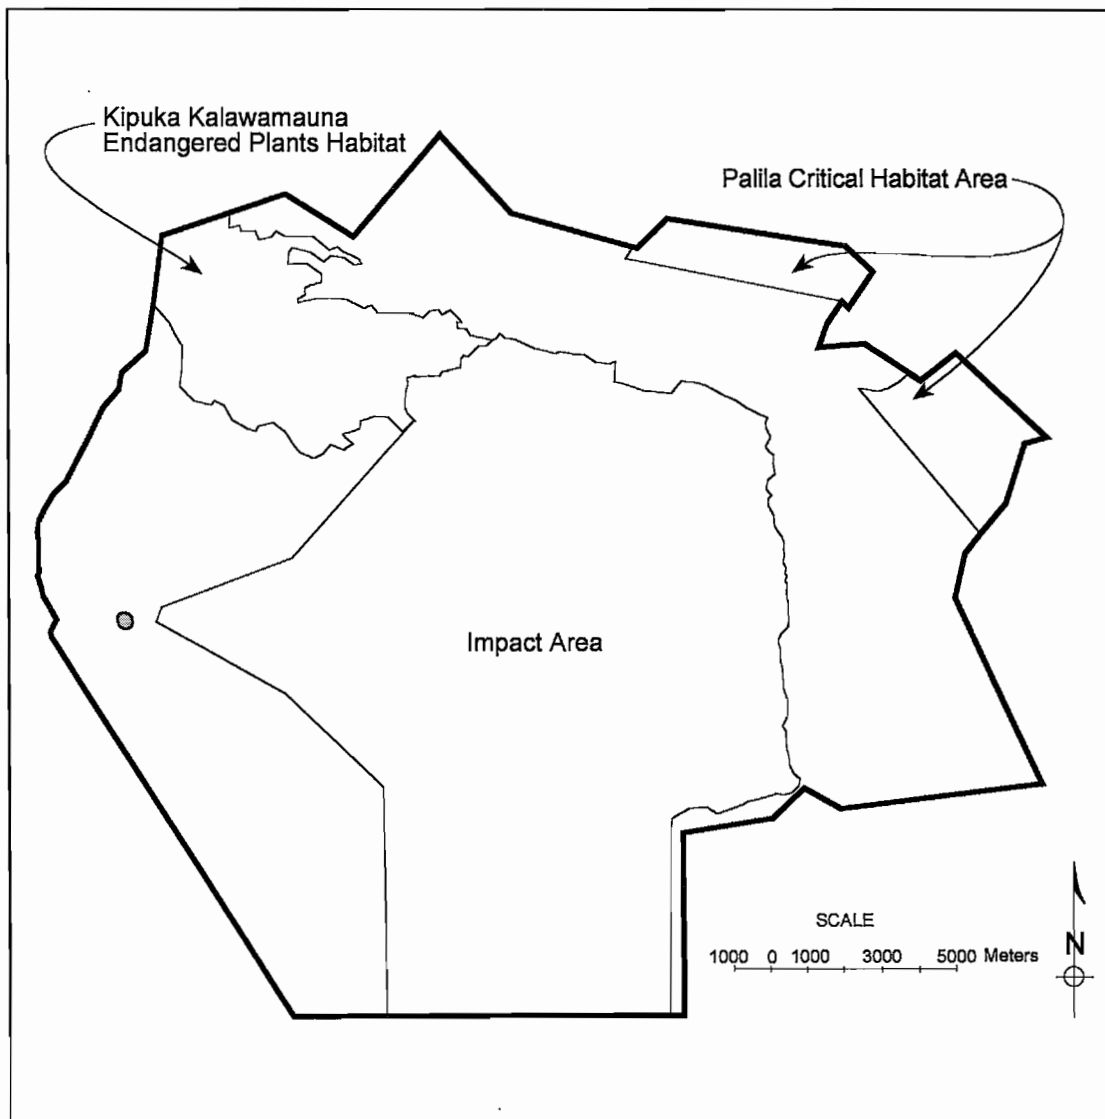 Kipuka Kalawamauna
Endangered Plants Habitat
Palila Critical Habitat Area
Impact Area
SCALE
1000 0 1000 3000 5000 Meters
N